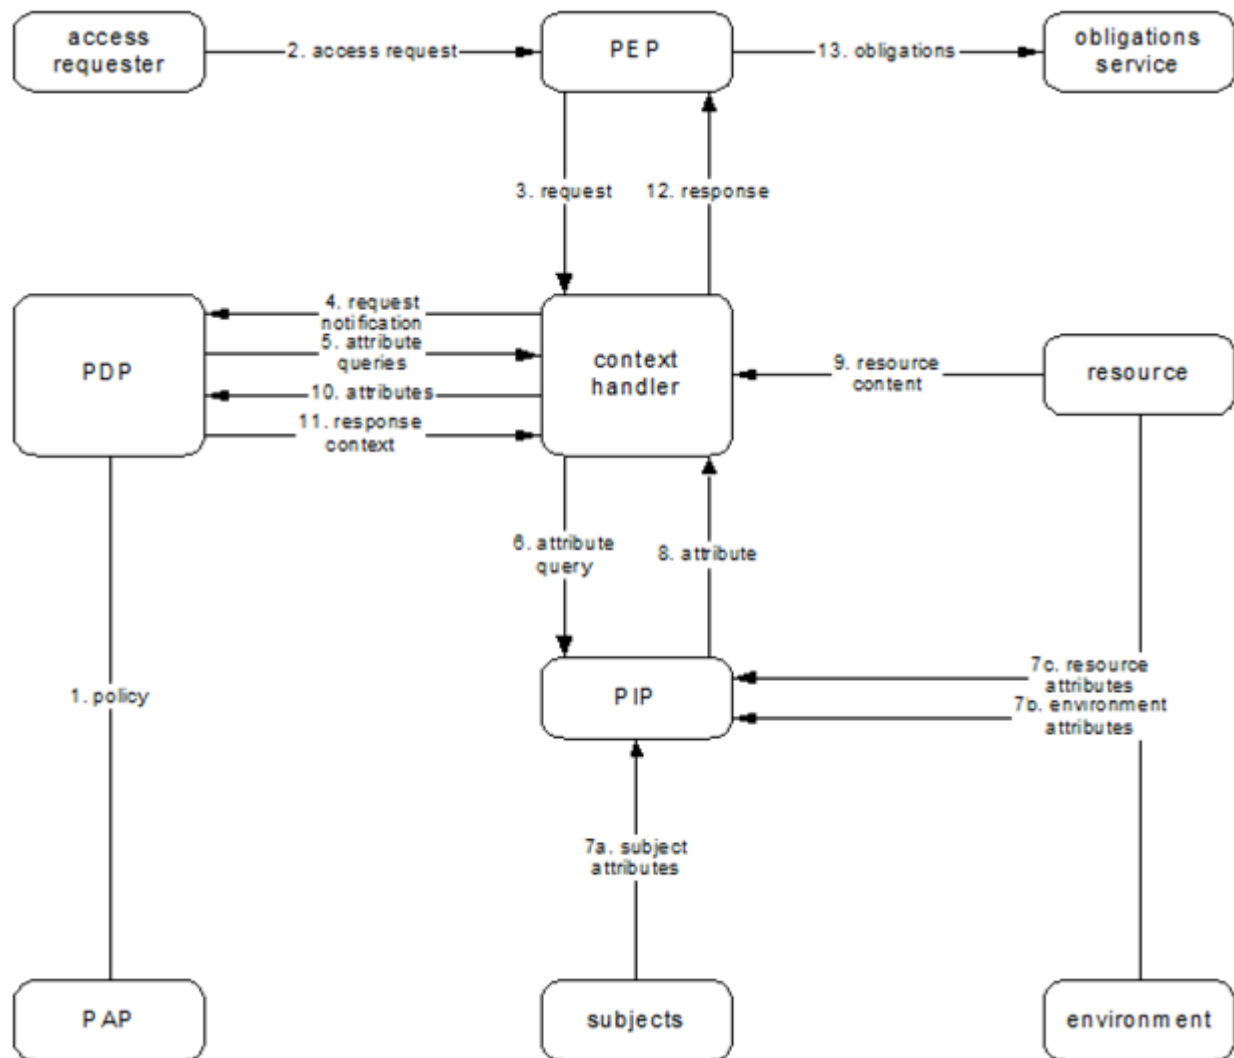 access
requester
2. access request
PEP
13. obligations
obligations
service
3. request
12. response
4. request
notification
5. attribute
queries
10. attributes
11. response
context
PDP
context
handler
9. resource
content
resource
6. attribute
query
8. attribute
1. policy
PIP
7c. resource
attributes
7b. environment
attributes
7a. subject
attributes
PAP
subjects
environment